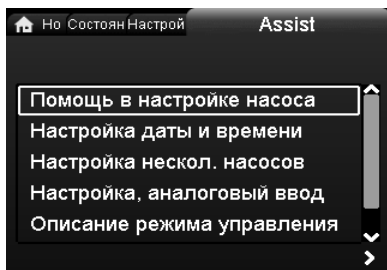 Но Состоян Настрой Assist
Помощь в настройке насоса
Настройка даты и времени
Настройка нескол. насосов
Настройка, аналоговый ввод
Описание режима управления